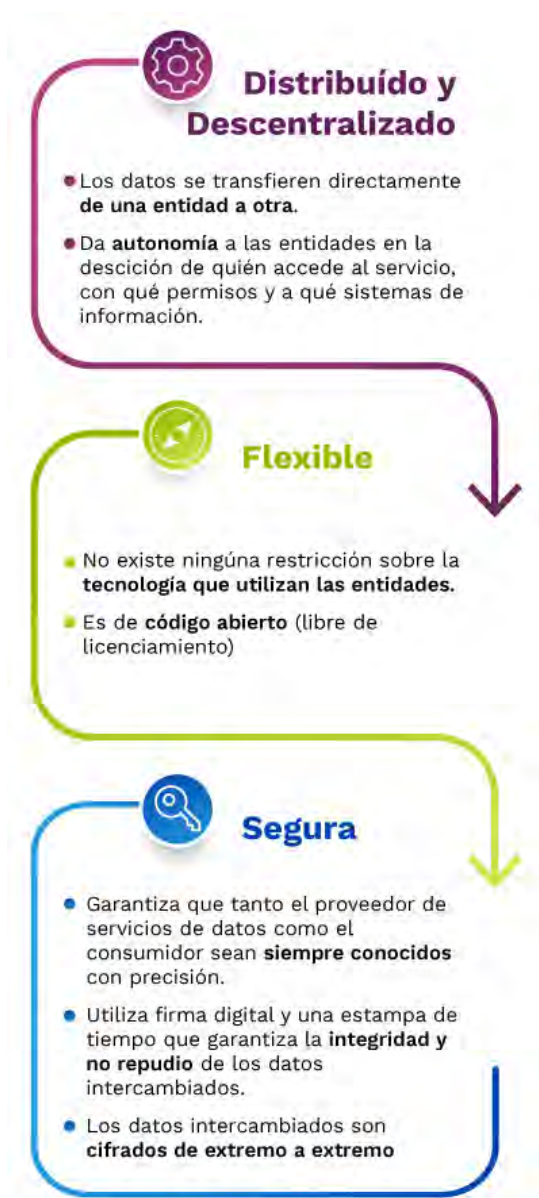 Distribuído y
Descentralizado
Los datos se transfieren directamente
de una entidad a otra.
Da autonomía a las entidades en la
descición de quién accede al servicio,
con qué permisos y a qué sistemas de
información.
Flexible
No existe ningúna restricción sobre la
tecnología que utilizan las entidades.
Es de código abierto (libre de
licenciamiento)
Segura
Garantiza que tanto el proveedor de
servicios de datos como el
consumidor sean siempre conocidos
con precisión.
Utiliza firma digital y una estampa de
tiempo que garantiza la integridad y
no repudio de los datos
intercambiados.
Los datos intercambiados son
cifrados de extremo a extremo